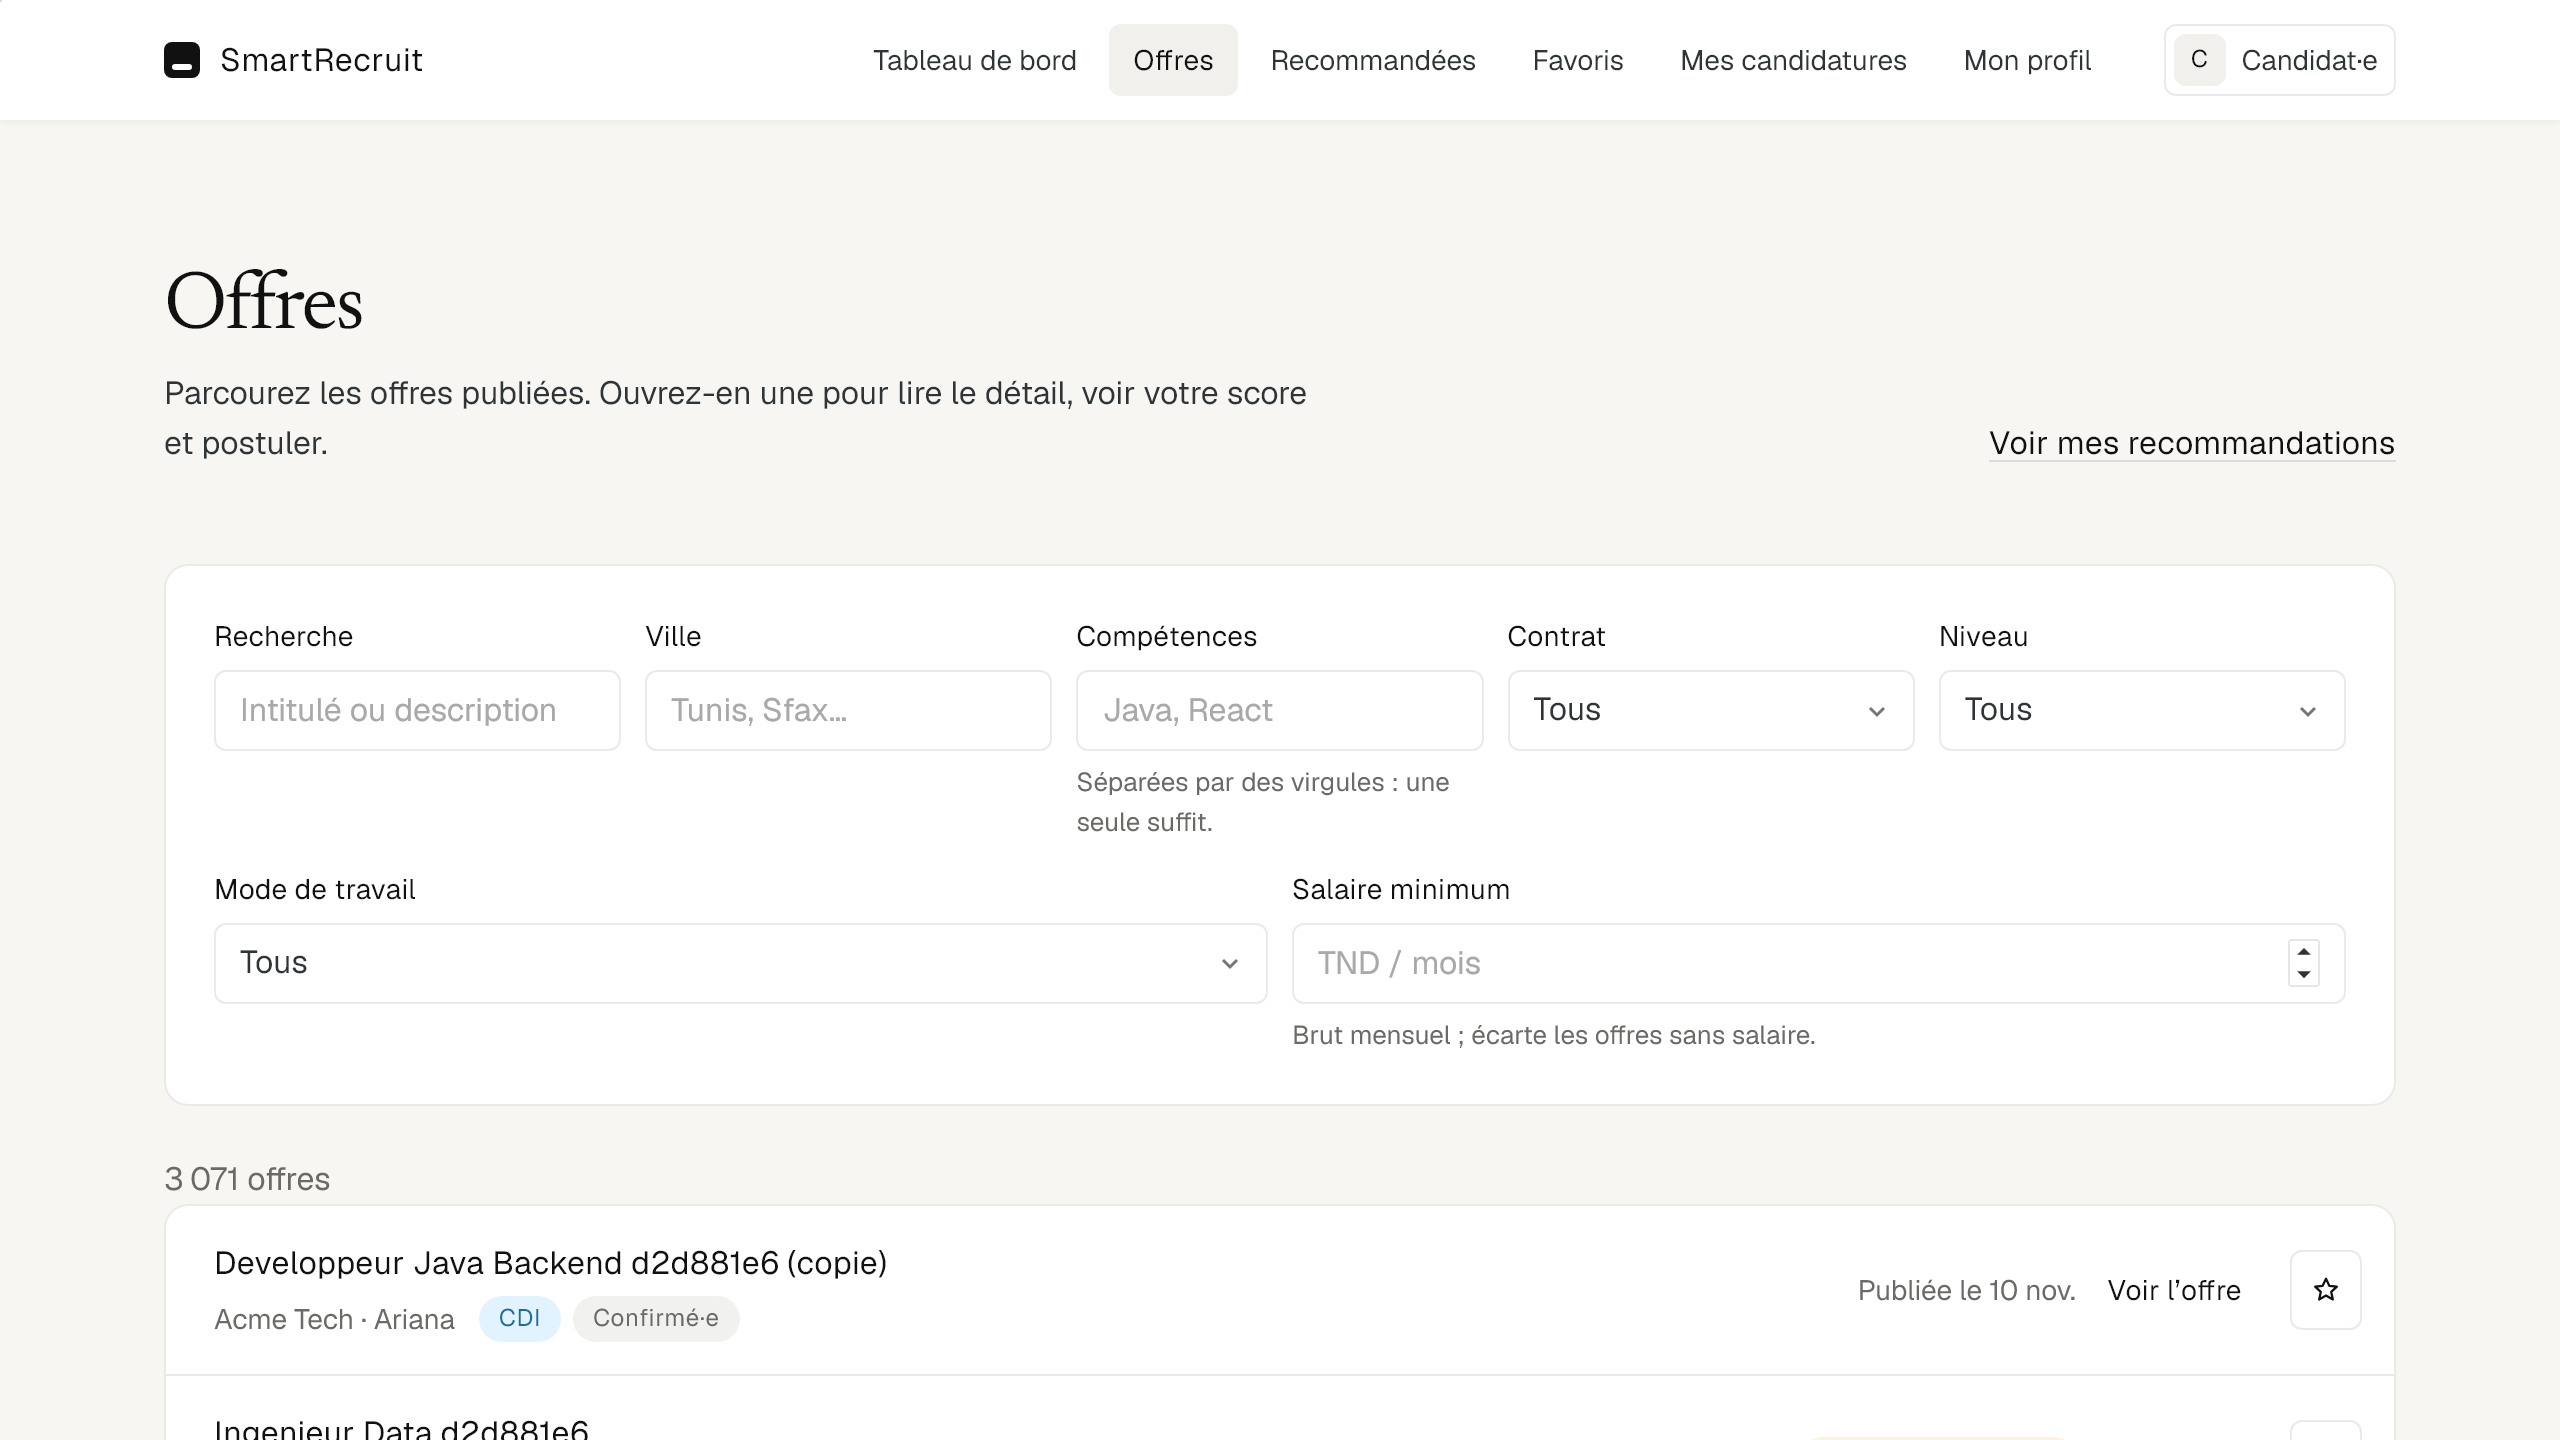 SmartRecruit
Tableau de bord
Offres
Recommandées
Favoris
Mes candidatures
Mon profil
C
Candidat·e
Offres
Parcourez les offres publiées. Ouvrez-en une pour lire le détail, voir votre score
et postuler.
Voir mes recommandations
Recherche
Intitulé ou description
Ville
Tunis, Sfax…
Compétences
Java, React
Séparées par des virgules : une
seule suffit.
Contrat
Tous
Niveau
Tous
Mode de travail
Tous
Salaire minimum
TND / mois
Brut mensuel ; écarte les offres sans salaire.
3 071 offres
Developpeur Java Backend d2d881e6 (copie)
Acme Tech · Ariana
CDI
Confirmé·e
Publiée le 10 nov.
Voir l’offre
Ingenieur Data d2d881e6